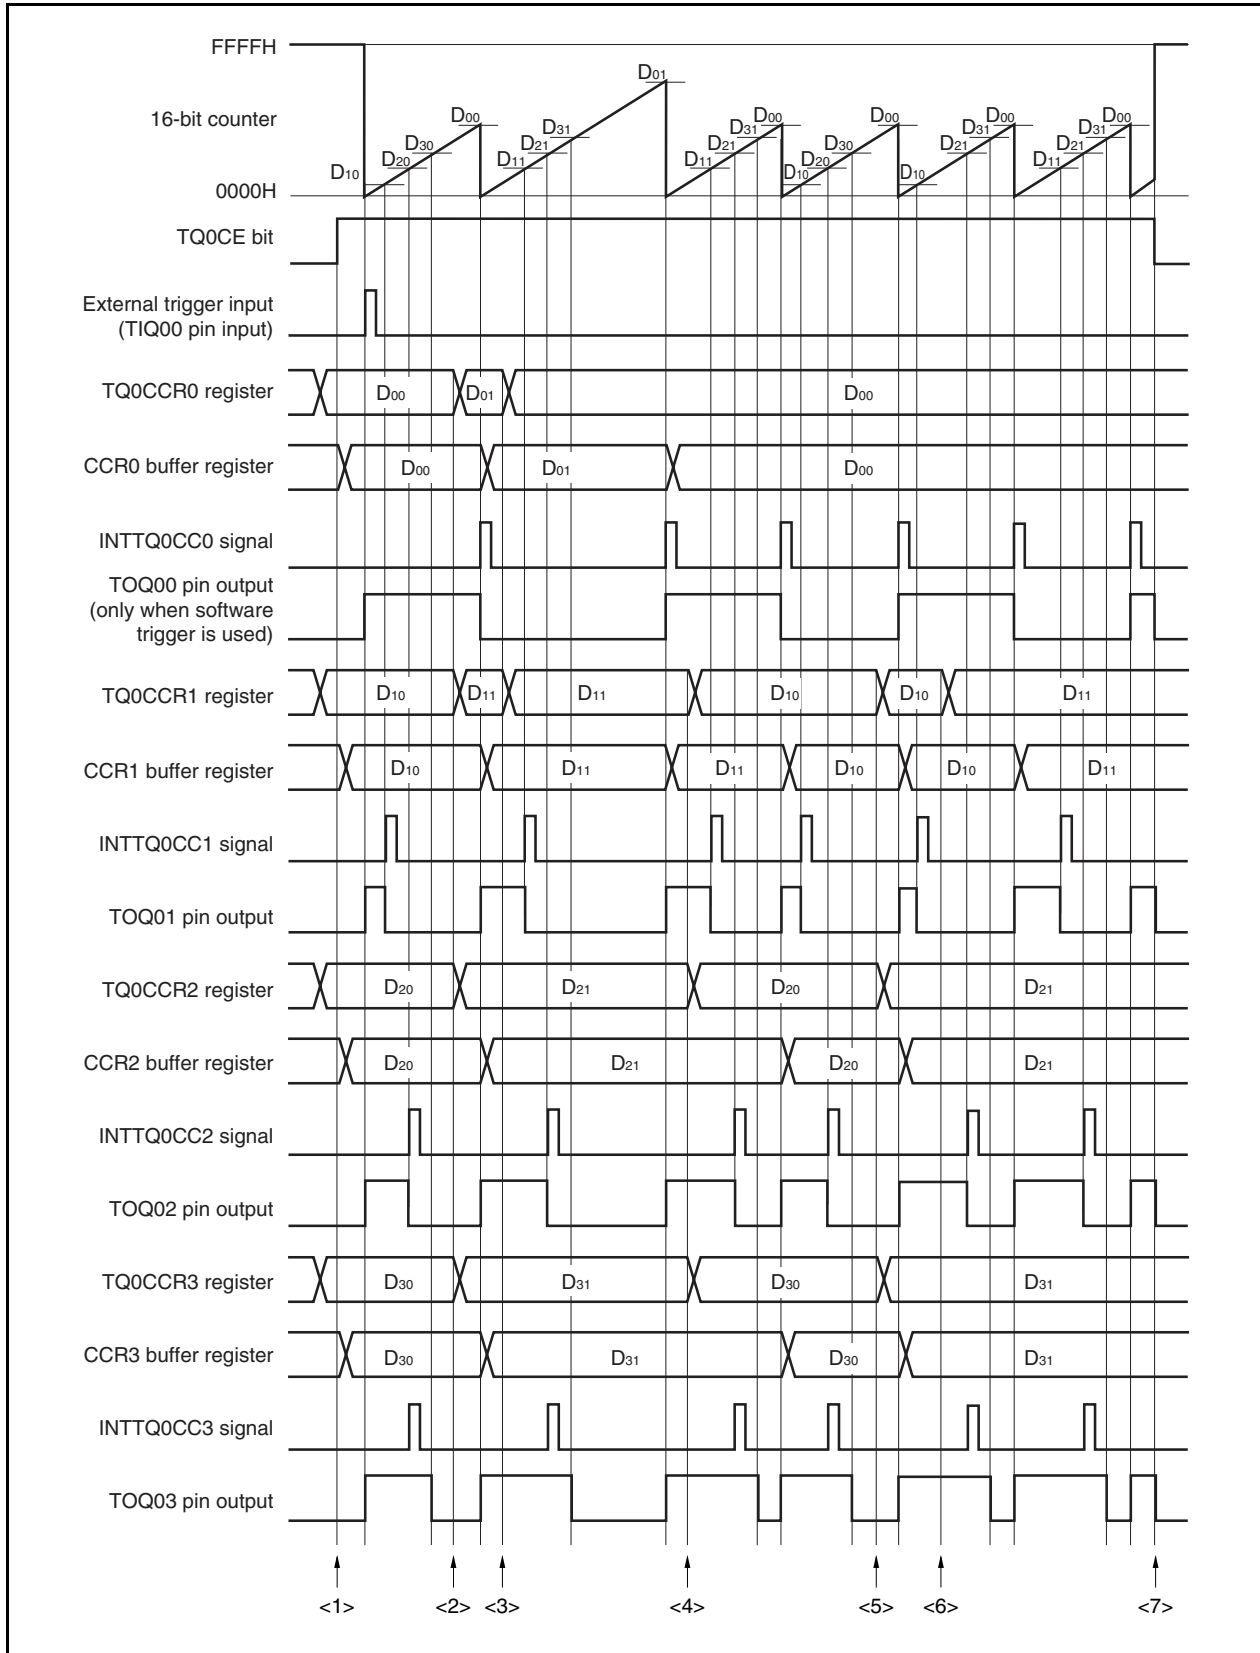 FFFFH
D01
16-bit counter
D00 D00 D00 D00 D00
D31 D31 D31 D31
D30 D21 D21 D30 D21 D21
D20 D11 D11 D20 D11
D10 D10 D10
0000H
TQ0CE bit
External trigger input
(TIQ00 pin input)
TQ0CCR0 register D00 D01 D00
CCR0 buffer register D00 D01 D00
INTTQ0CC0 signal
TOQ00 pin output
(only when software
trigger is used)
TQ0CCR1 register D10 D11 D11 D10 D10 D11
CCR1 buffer register D10 D11 D11 D10 D10 D11
INTTQ0CC1 signal
TOQ01 pin output
TQ0CCR2 register D20 D21 D20 D21
CCR2 buffer register D20 D21 D20 D21
INTTQ0CC2 signal
TOQ02 pin output
TQ0CCR3 register D30 D31 D30 D31
CCR3 buffer register D30 D31 D30 D31
INTTQ0CC3 signal
TOQ03 pin output
<1> <2> <3> <4> <5> <6> <7>